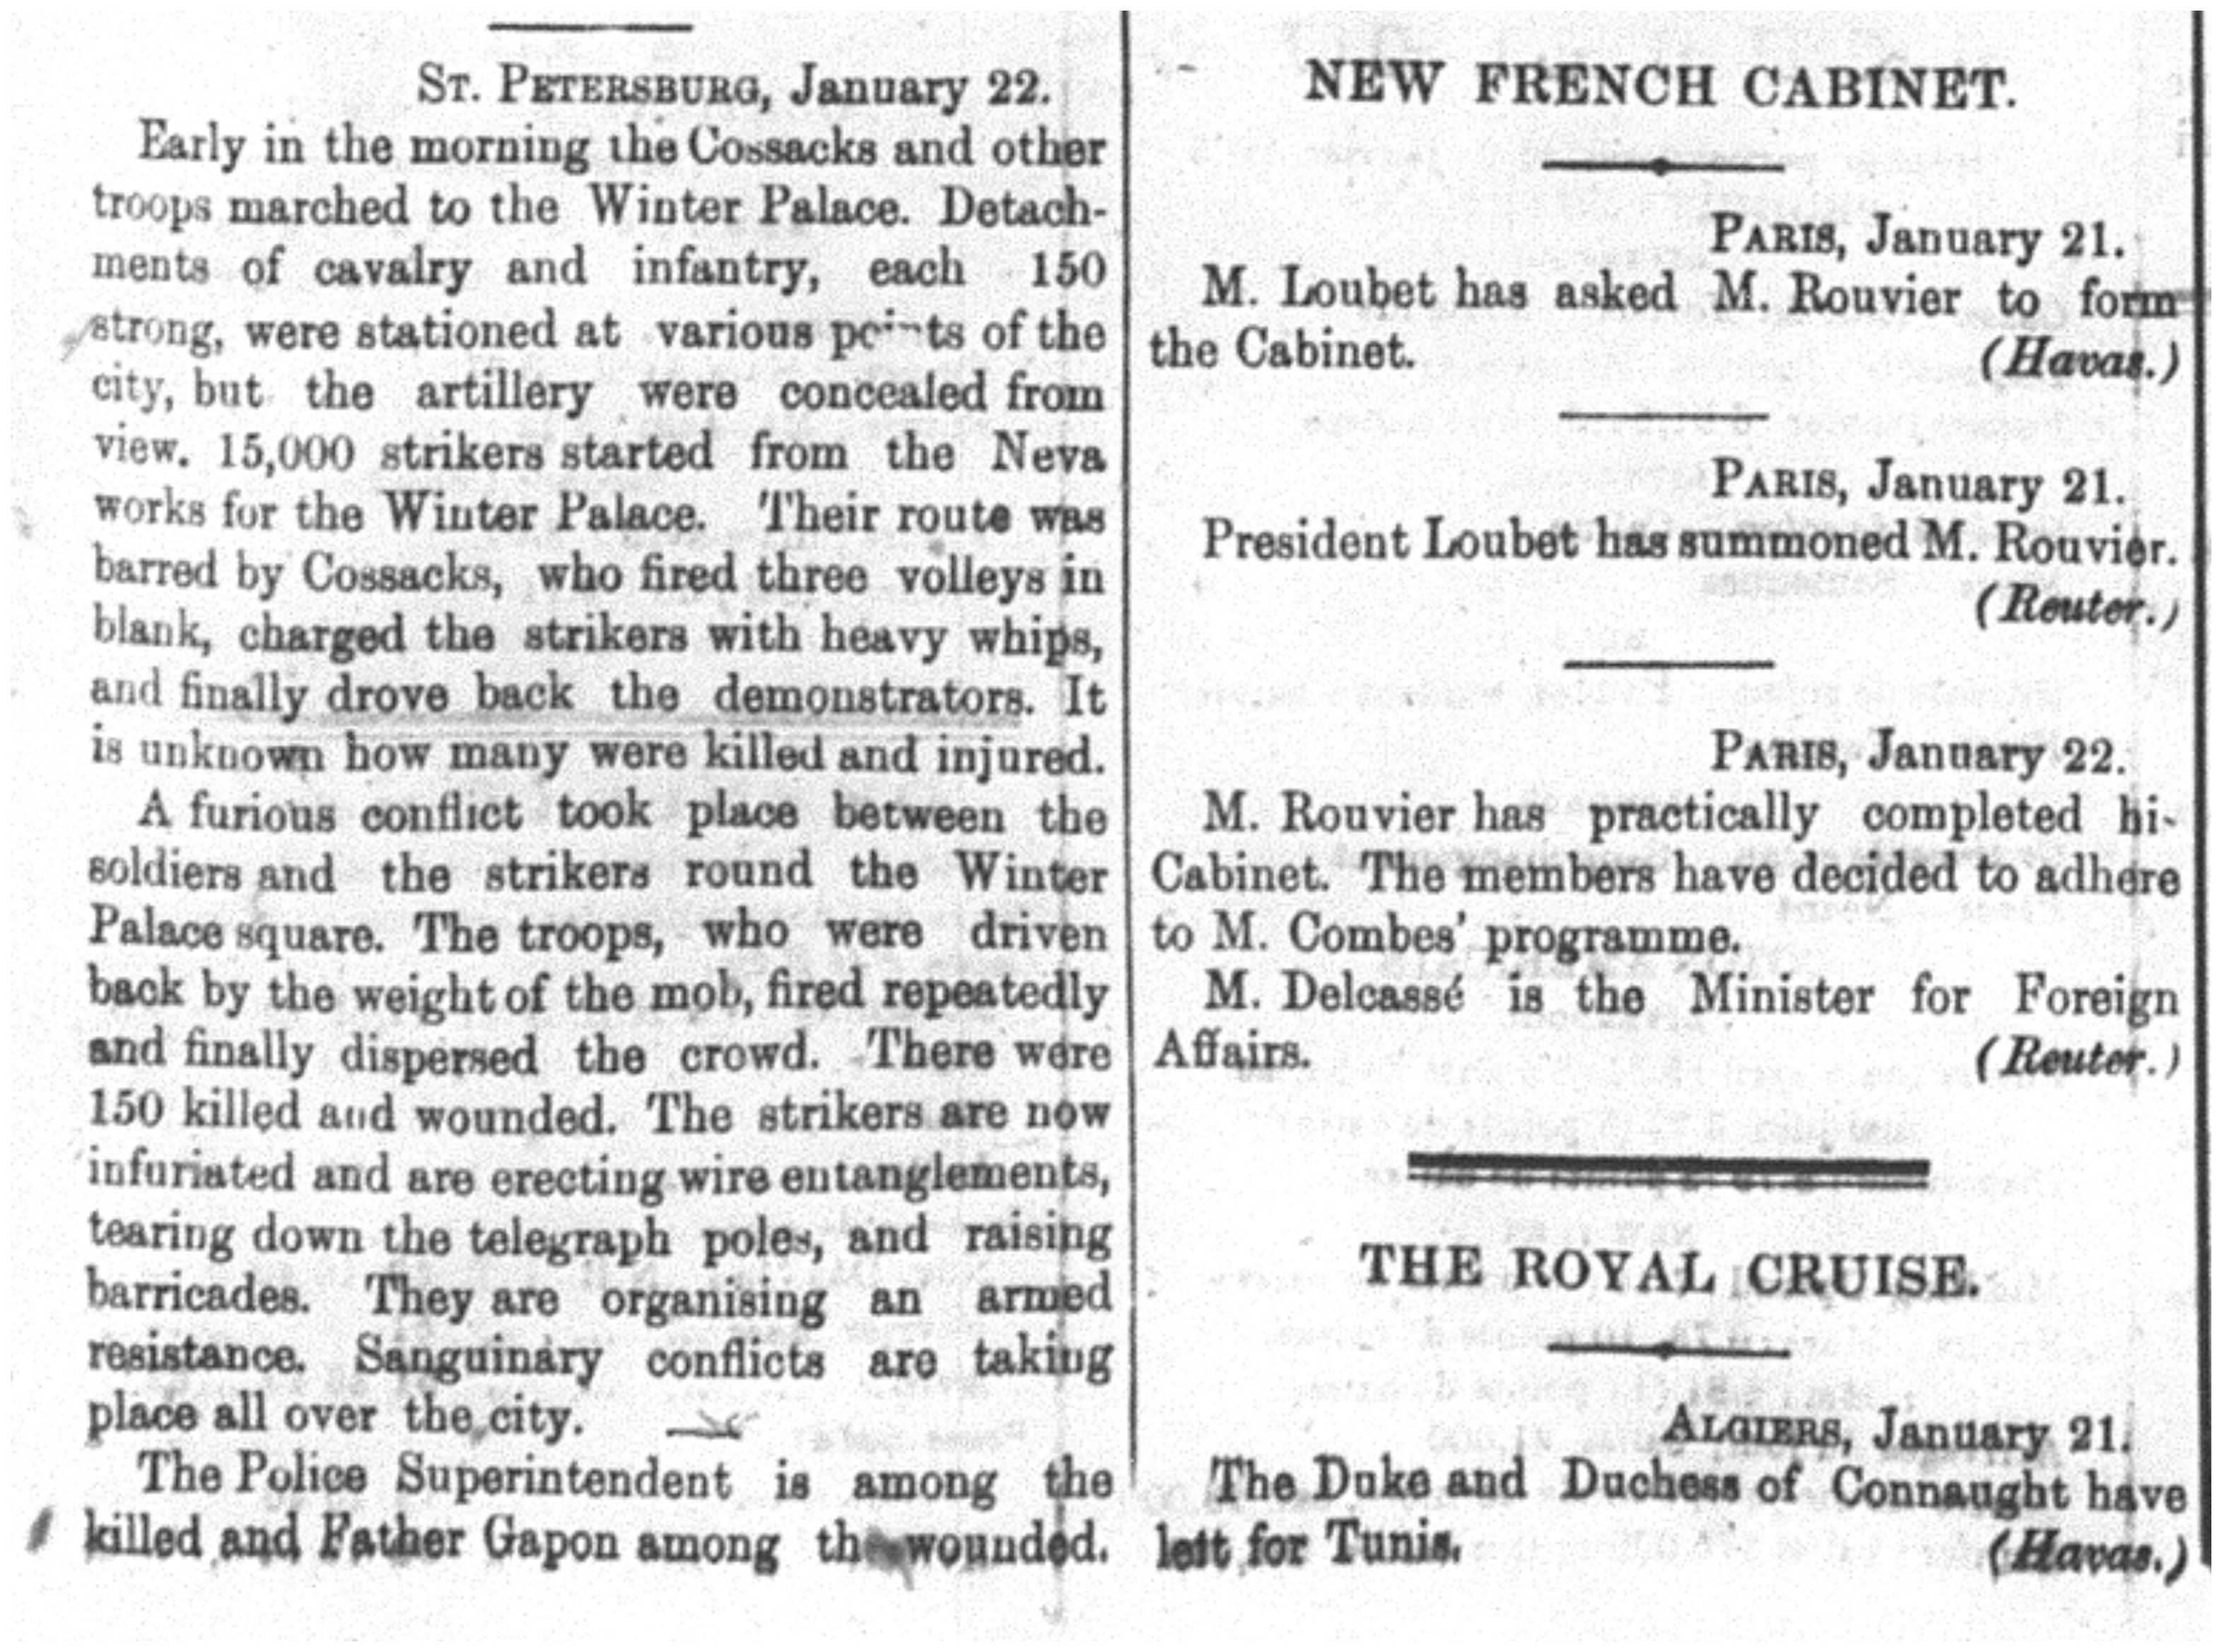 ST. PETERSBURG, January 22.
Early in the morning the Cossacks and other
troops marched to the Winter Palace. Detach-
ments of cavalry and infantry, each 150
strong, were stationed at various points of the
city, but the artillery were concealed from
view. 15,000 strikers started from the Neva
works for the Winter Palace. Their route was
barred by Cossacks, who fired three volleys in
blank, charged the strikers with heavy whips,
and finally drove back the demonstrators. It
is unknown how many were killed and injured.
A furious conflict took place between the
soldiers and the strikers round the Winter
Palace square. The troops, who were driven
back by the weight of the mob, fired repeatedly
and finally dispersed the crowd. There were
150 killed and wounded. The strikers are now
infuriated and are erecting wire entanglements,
tearing down the telegraph poles, and raising
barricades. They are organising an armed
resistance. Sanguinary conflicts are taking
place all over the city.
The Police Superintendent is among the
killed and Father Gapon among the wounded.
NEW FRENCH CABINET.
PARIS, January 21.
M. Loubet has asked M. Rouvier to form
the Cabinet. (Havas.)
PARIS, January 21.
President Loubet has summoned M. Rouvier.
(Reuter.)
PARIS, January 22.
M. Rouvier has practically completed hi-
Cabinet. The members have decided to adhere
to M. Combes' programme.
M. Delcassé is the Minister for Foreign
Affairs. (Reuter.)
THE ROYAL CRUISE.
ALGIERS, January 21.
The Duke and Duchess of Connaught have
left for Tunis. (Havas.)